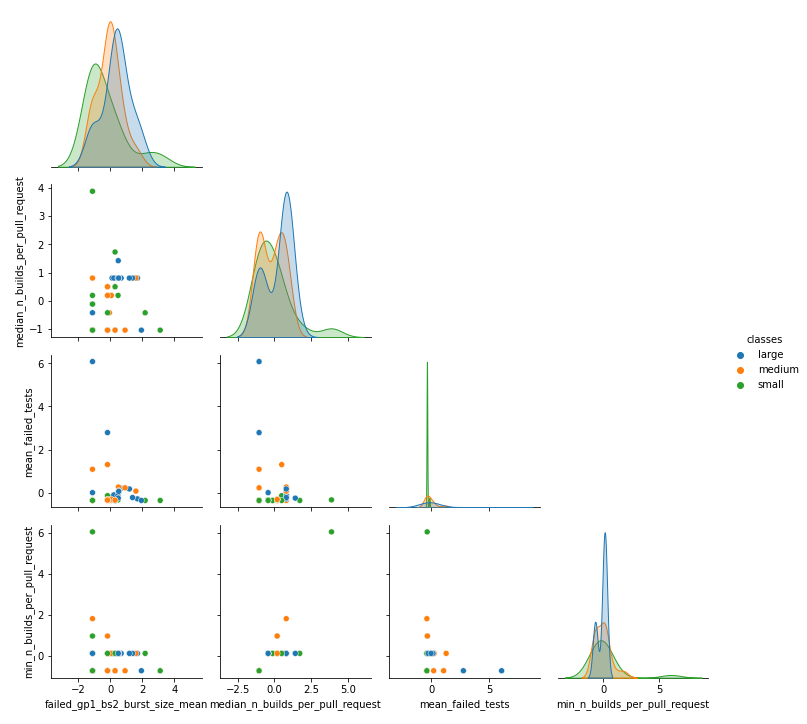 median_n_builds_per_pull_request
4
3
2
1
0
−1
mean_failed_tests
6
4
2
0
classes
large
medium
small
min_n_builds_per_pull_request
6
4
2
0
−2 0 2 4
failed_gp1_bs2_burst_size_mean
−2.5 0.0 2.5 5.0
median_n_builds_per_pull_request
0 5
mean_failed_tests
0 5
min_n_builds_per_pull_request